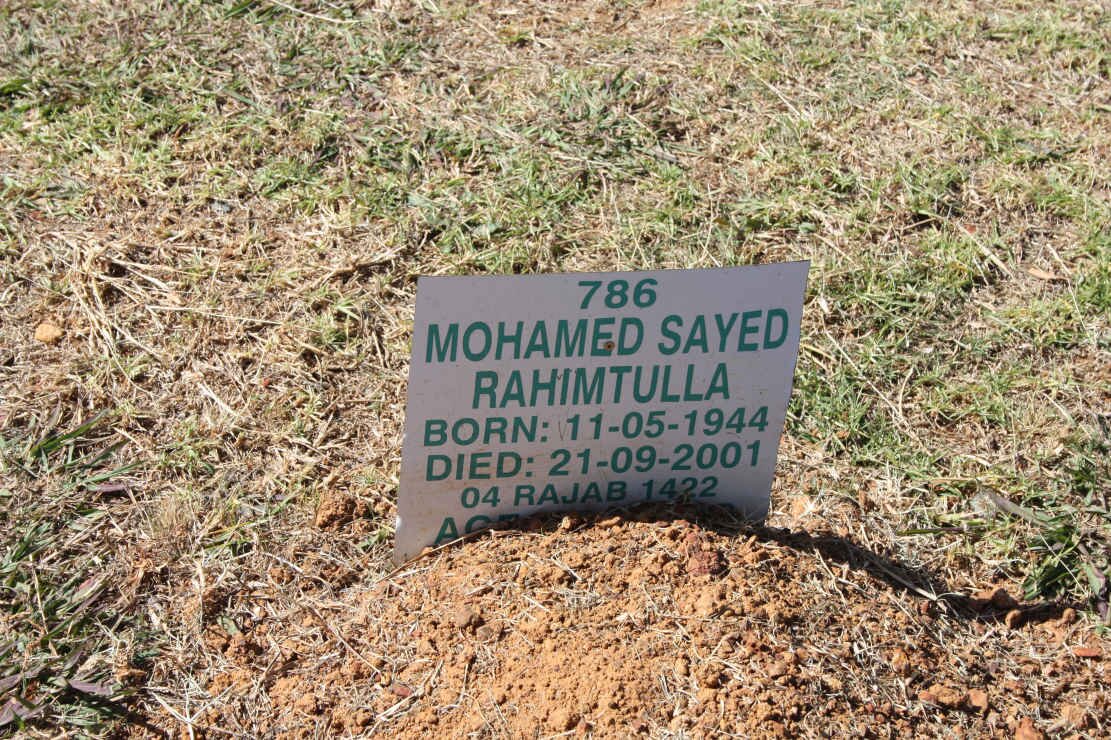 786
MOHAMED SAYED
RAHIMTULLA
BORN: 11-05-1944
DIED: 21-09-2001
04 RAJAB 1422